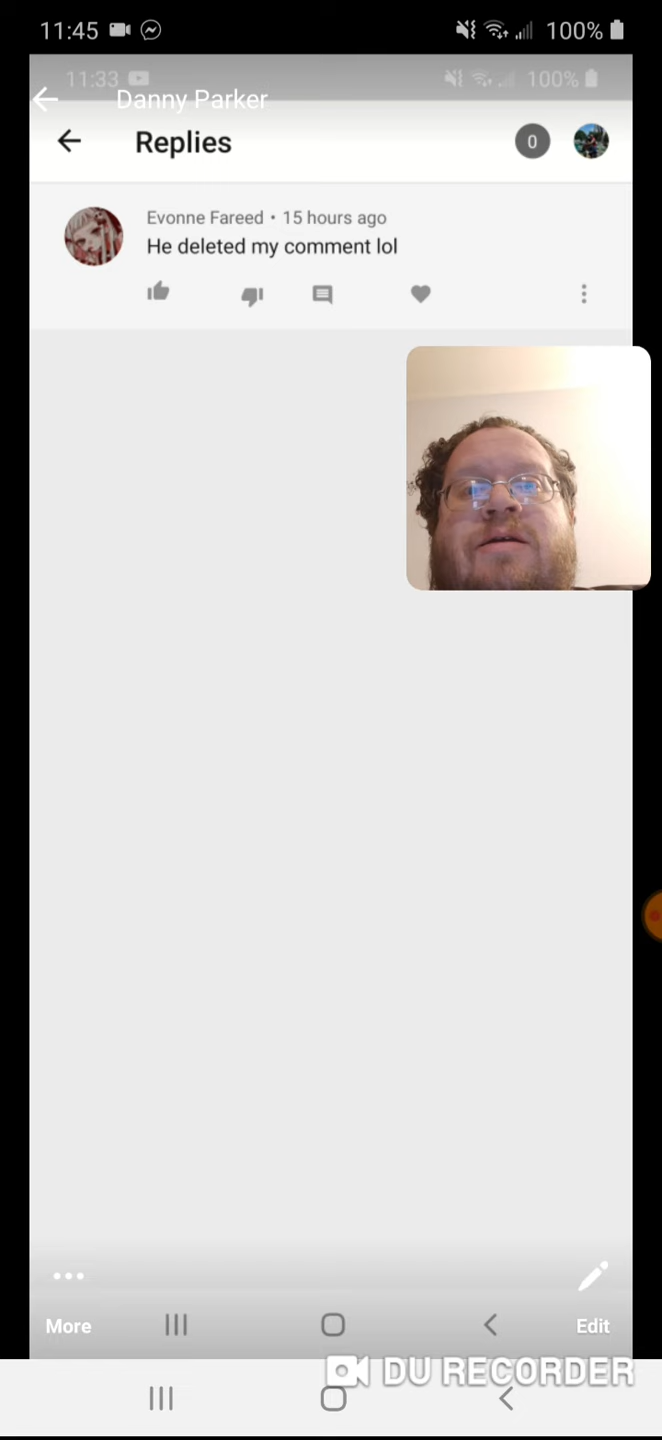 11:45 100%
11:33 100%
Danny Parker
Replies 0
Evonne Fareed • 15 hours ago
He deleted my comment lol
More Edit
DU RECORDER